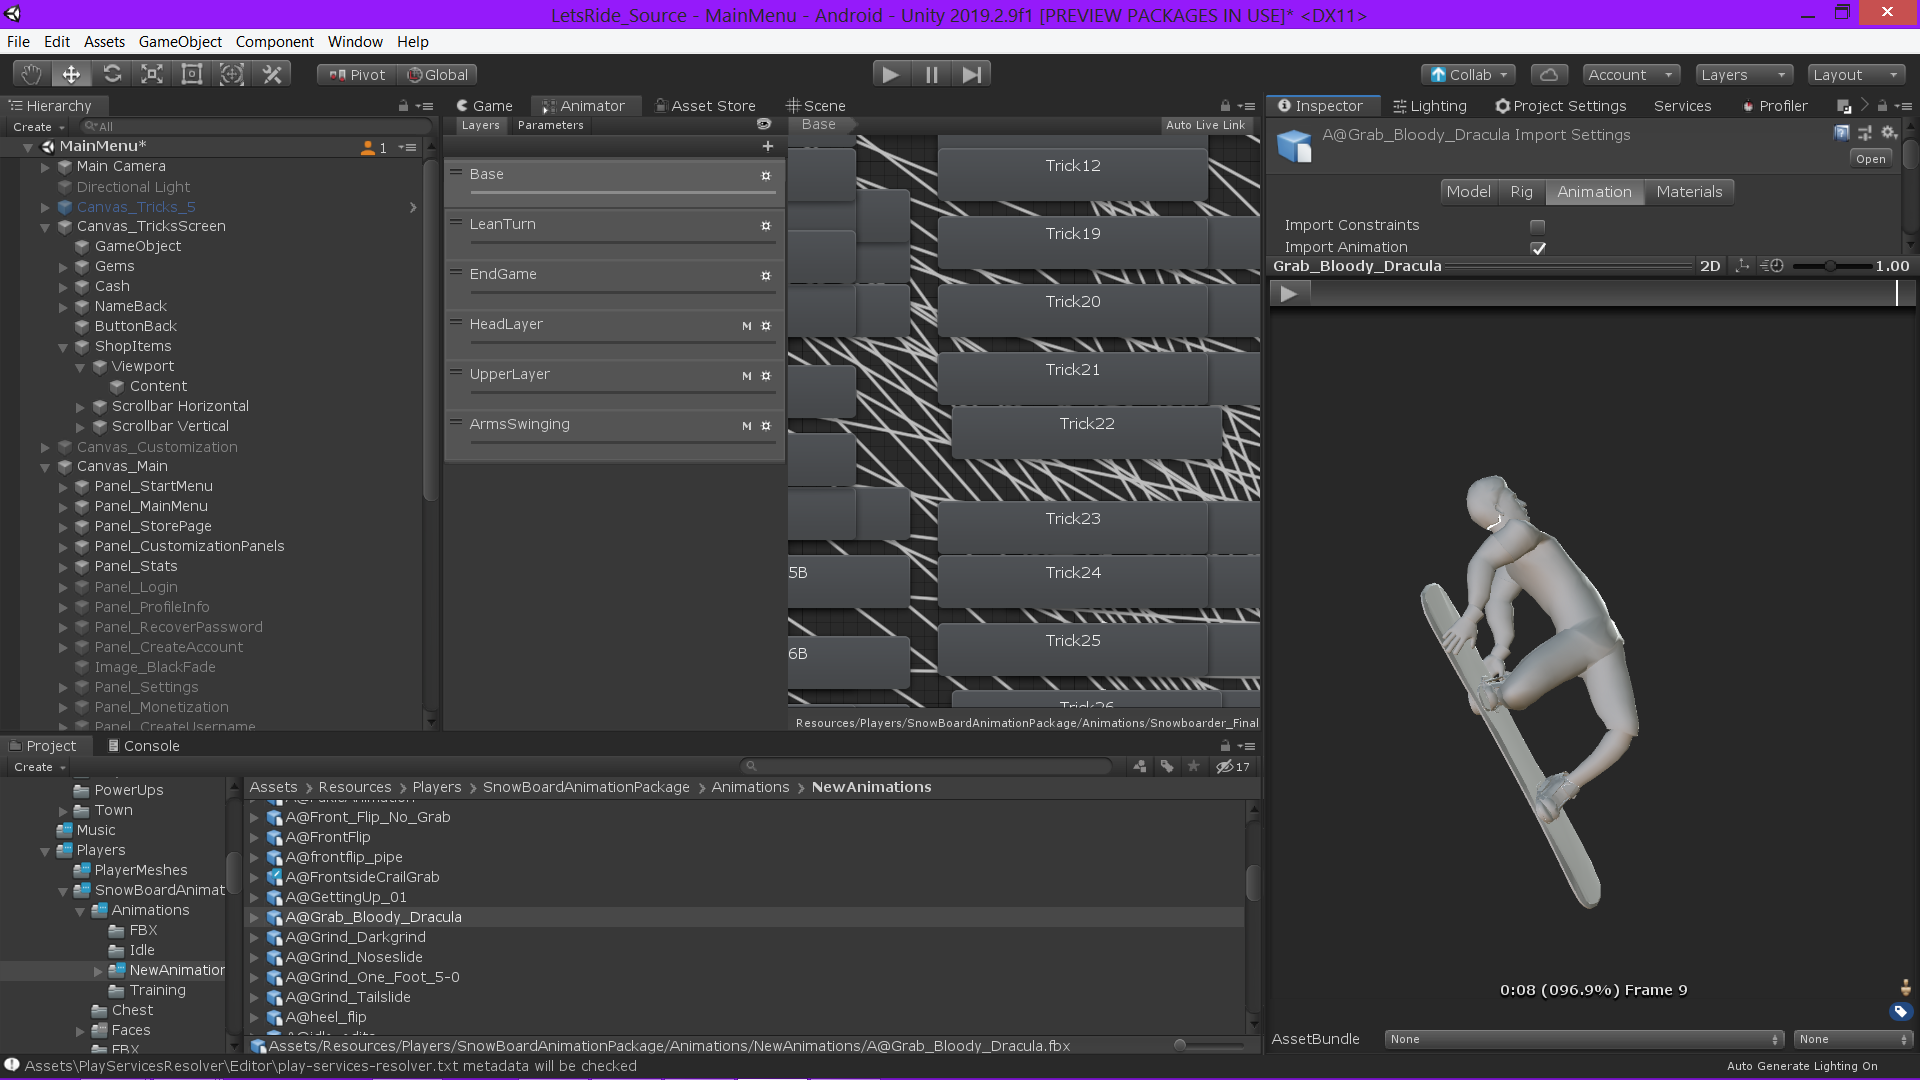 LetsRide_Source - MainMenu - Android - Unity 2019.2.9f1 [PREVIEW PACKAGES IN USE]* <DX11>
File Edit Assets GameObject Component Window Help
Pivot Global Collab Account Layers Layout
Hierarchy
Create All
MainMenu* 1
Main Camera
Directional Light
Canvas_Tricks_5
Canvas_TricksScreen
GameObject
Gems
Cash
NameBack
ButtonBack
ShopItems
Viewport
Content
Scrollbar Horizontal
Scrollbar Vertical
Canvas_Customization
Canvas_Main
Panel_StartMenu
Panel_MainMenu
Panel_StorePage
Panel_CustomizationPanels
Panel_Stats
Panel_Login
Panel_ProfileInfo
Panel_RecoverPassword
Panel_CreateAccount
Image_BlackFade
Panel_Settings
Panel_Monetization
Panel_CreateUsername
Game Animator Asset Store Scene
Layers Parameters Base Auto Live Link
Base
LeanTurn
EndGame
HeadLayer M
UpperLayer M
ArmsSwinging M
Trick12
Trick19
Trick20
Trick21
Trick22
Trick23
5B Trick24
Trick25
6B
Trick26
Resources/Players/SnowBoardAnimationPackage/Animations/Snowboarder_Final
Inspector Lighting Project Settings Services Profiler
A@Grab_Bloody_Dracula Import Settings
Open
Model Rig Animation Materials
Import Constraints
Import Animation
Grab_Bloody_Dracula 2D 1.00
0:08 (096.9%) Frame 9
AssetBundle None None
Project Console
Create 17
PowerUps
Town
Music
Players
PlayerMeshes
SnowBoardAnimat
Animations
FBX
Idle
NewAnimation
Training
Chest
Faces
FBX
Assets > Resources > Players > SnowBoardAnimationPackage > Animations > NewAnimations
A@Front_Flip_No_Grab
A@FrontFlip
A@frontflip_pipe
A@FrontsideCrailGrab
A@GettingUp_01
A@Grab_Bloody_Dracula
A@Grind_Darkgrind
A@Grind_Noseslide
A@Grind_One_Foot_5-0
A@Grind_Tailslide
A@heel_flip
Assets/Resources/Players/SnowBoardAnimationPackage/Animations/NewAnimations/A@Grab_Bloody_Dracula.fbx
Assets\PlayServicesResolver\Editor\play-services-resolver.txt metadata will be checked
Auto Generate Lighting On